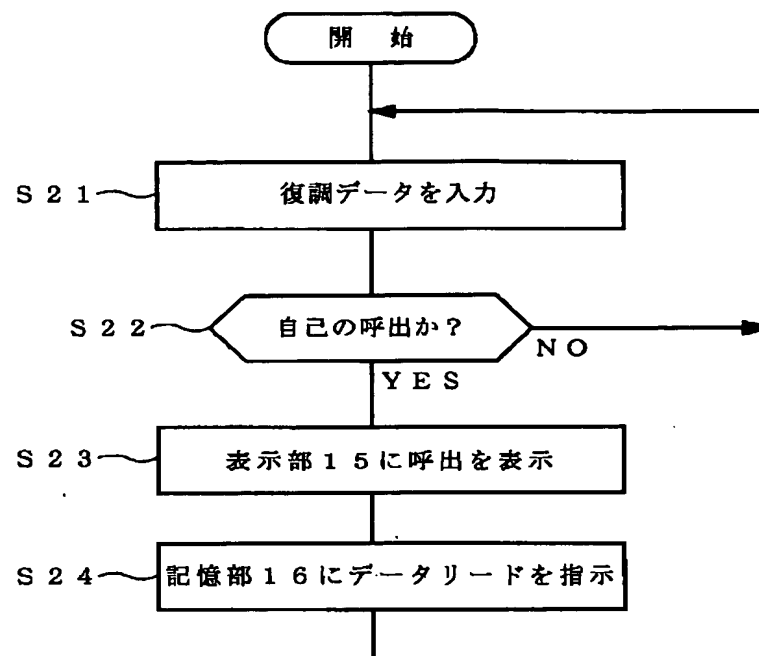 開 始
S21 復調データを入力
S22 自己の呼出か?
NO
YES
S23 表示部15に呼出を表示
S24 記憶部16にデータリードを指示